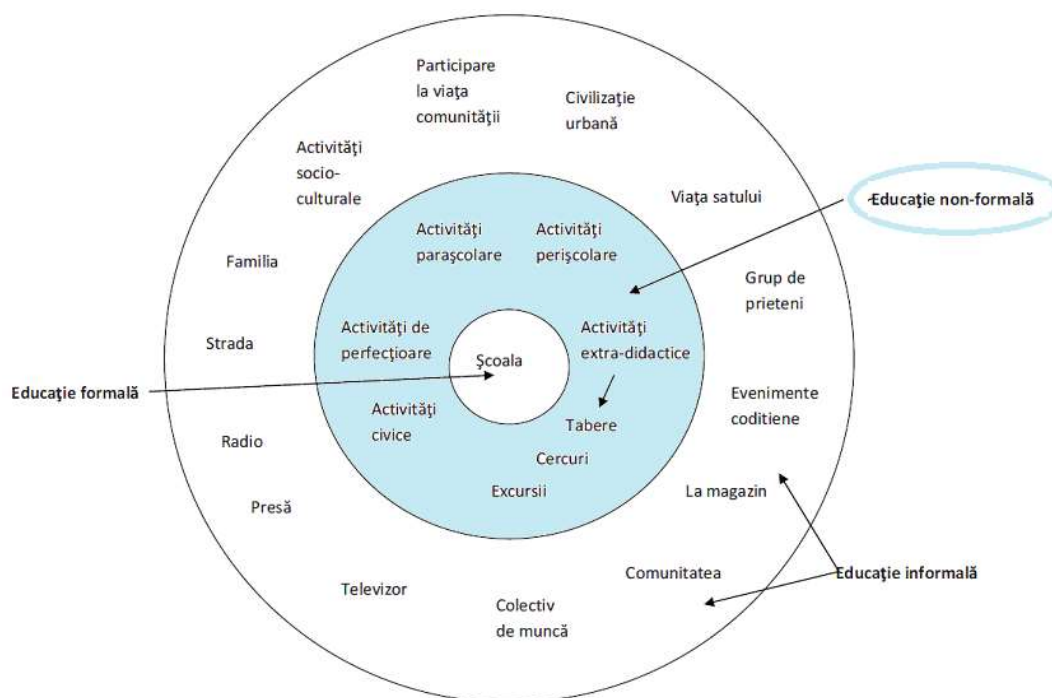 Participare
la viaţa
comunităţii
Civilizaţie
urbană
Activităţi
socio-
culturale
Viaţa satului
Educaţie non-formală
Activităţi
paraşcolare
Activităţi
perişcolare
Familia
Grup de
prieteni
Strada
Activităţi de
perfecţioare
Şcoala
Activităţi
extra-didactice
Educaţie formală
Evenimente
coditiene
Activităţi
civice
Tabere
Radio
Cercuri
Excursii
La magazin
Presă
Televizor
Comunitatea
Educaţie informală
Colectiv
de muncă